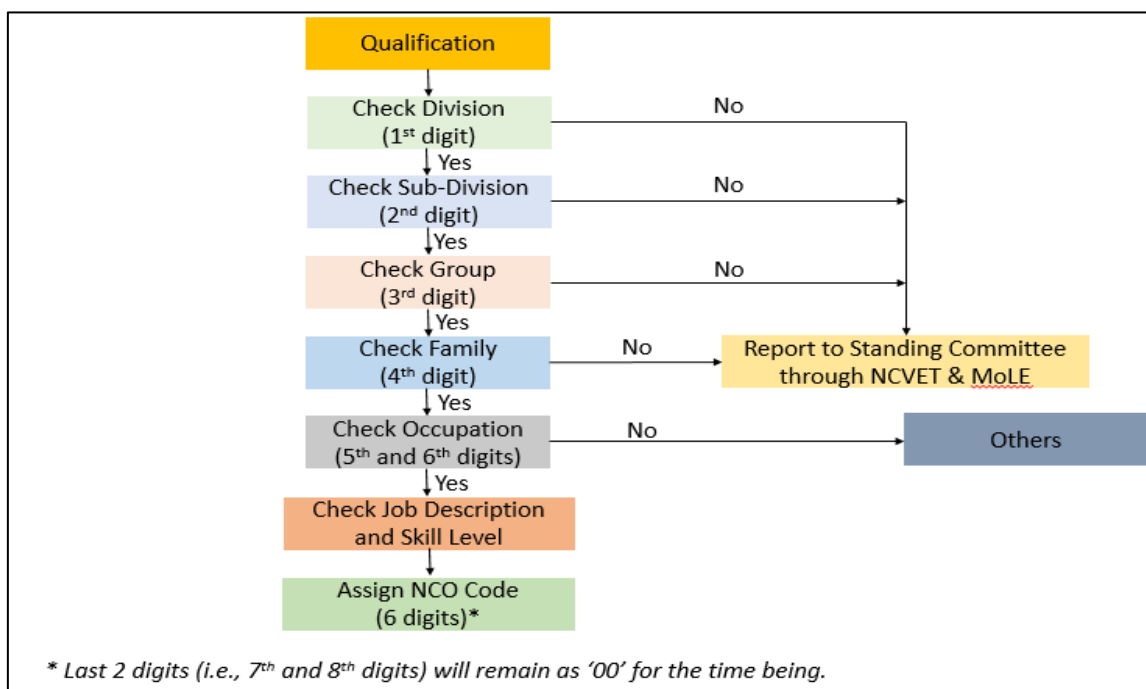 Qualification
Check Division
(1st digit)
No
Yes
Check Sub-Division
(2nd digit)
No
Yes
Check Group
(3rd digit)
No
Yes
Check Family
(4th digit)
No
Report to Standing Committee
through NCVET & MoLE
Yes
Check Occupation
(5th and 6th digits)
No
Others
Yes
Check Job Description
and Skill Level
Assign NCO Code
(6 digits)*
* Last 2 digits (i.e., 7th and 8th digits) will remain as ‘00’ for the time being.